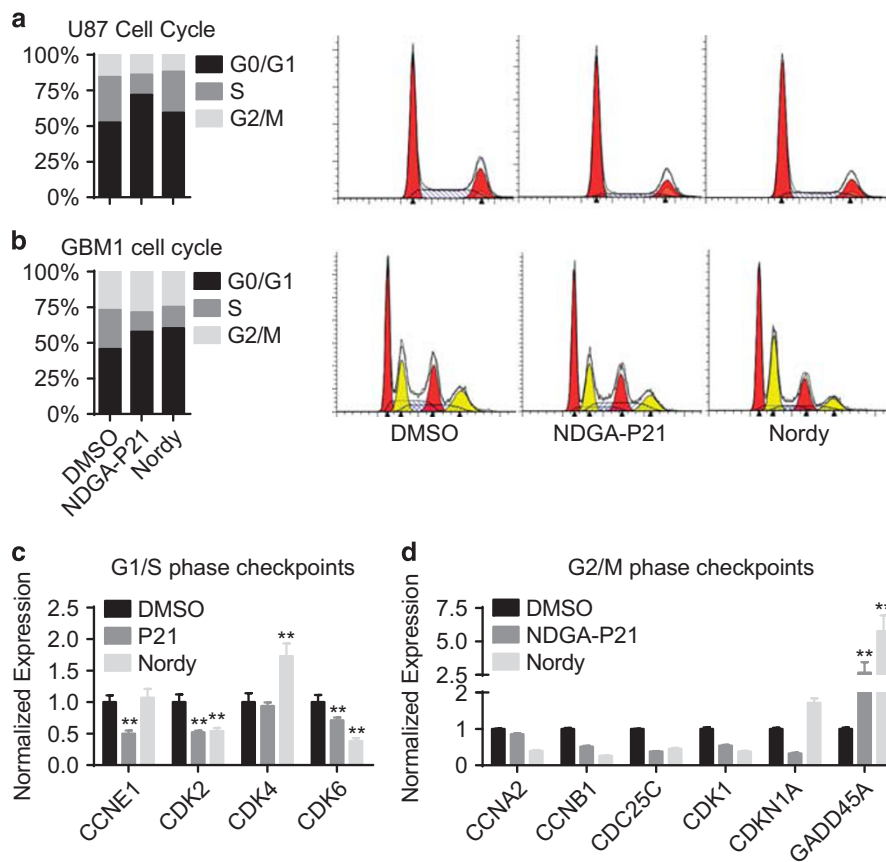 a
U87 Cell Cycle
100%
75%
50%
25%
0%
G0/G1
S
G2/M
b
GBM1 cell cycle
100%
75%
50%
25%
0%
G0/G1
S
G2/M
DMSO
NDGA-P21
Nordy
DMSO
NDGA-P21
Nordy
c
G1/S phase checkpoints
Normalized Expression
2.5
2.0
1.5
1.0
0.5
0.0
DMSO
P21
Nordy
**
** **
**
**
**
CCNE1
CDK2
CDK4
CDK6
d
G2/M phase checkpoints
Normalized Expression
7.5
5.0
2.5
2
1
0
DMSO
NDGA-P21
Nordy
**
**
CCNA2
CCNB1
CDC25C
CDK1
CDKN1A
GADD45A